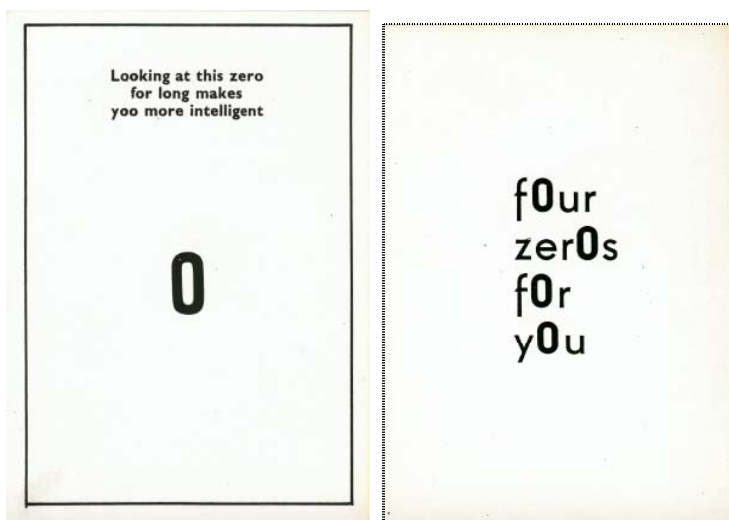 Looking at this zero
for long makes
yoo more intelligent
0
f0ur
zer0s
f0r
y0u